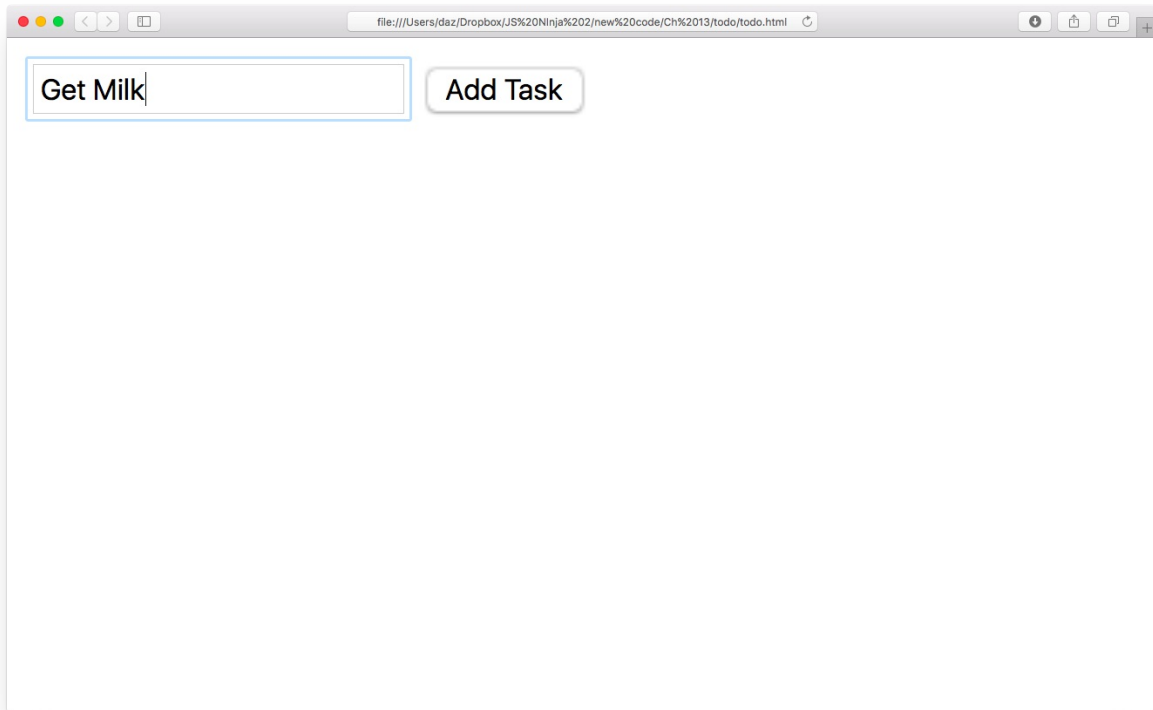 file:///Users/daz/Dropbox/JS%20NInja%202/new%20code/Ch%2013/todo/todo.html
Get Milk
Add Task